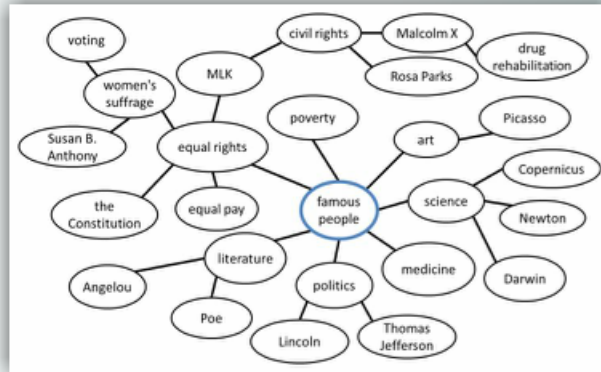 voting
civil rights
Malcolm X
drug
rehabilitation
MLK
Rosa Parks
women's
suffrage
poverty
Picasso
art
Susan B.
Anthony
equal rights
Copernicus
the
Constitution
equal pay
famous
people
science
Newton
literature
medicine
Angelou
politics
Darwin
Poe
Lincoln
Thomas
Jefferson